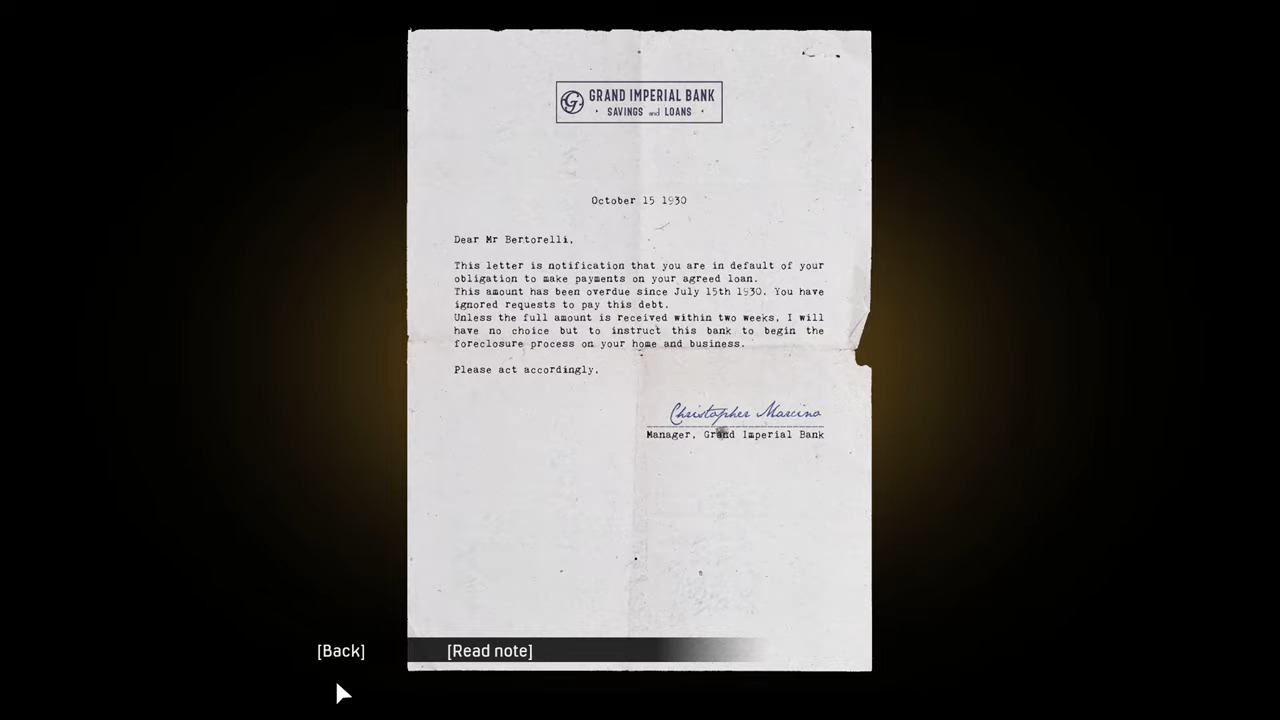 GRAND IMPERIAL BANK
· SAVINGS and LOANS ·
October 15 1930
Dear Mr Bertorelli,
This letter is notification that you are in default of your
obligation to make payments on your agreed loan.
This amount has been overdue since July 15th 1930. You have
ignored requests to pay this debt.
Unless the full amount is received within two weeks, I will
have no choice but to instruct this bank to begin the
foreclosure process on your home and business.
Please act accordingly,
Christopher Marcino
Manager, Grand Imperial Bank
[Back]
[Read note]